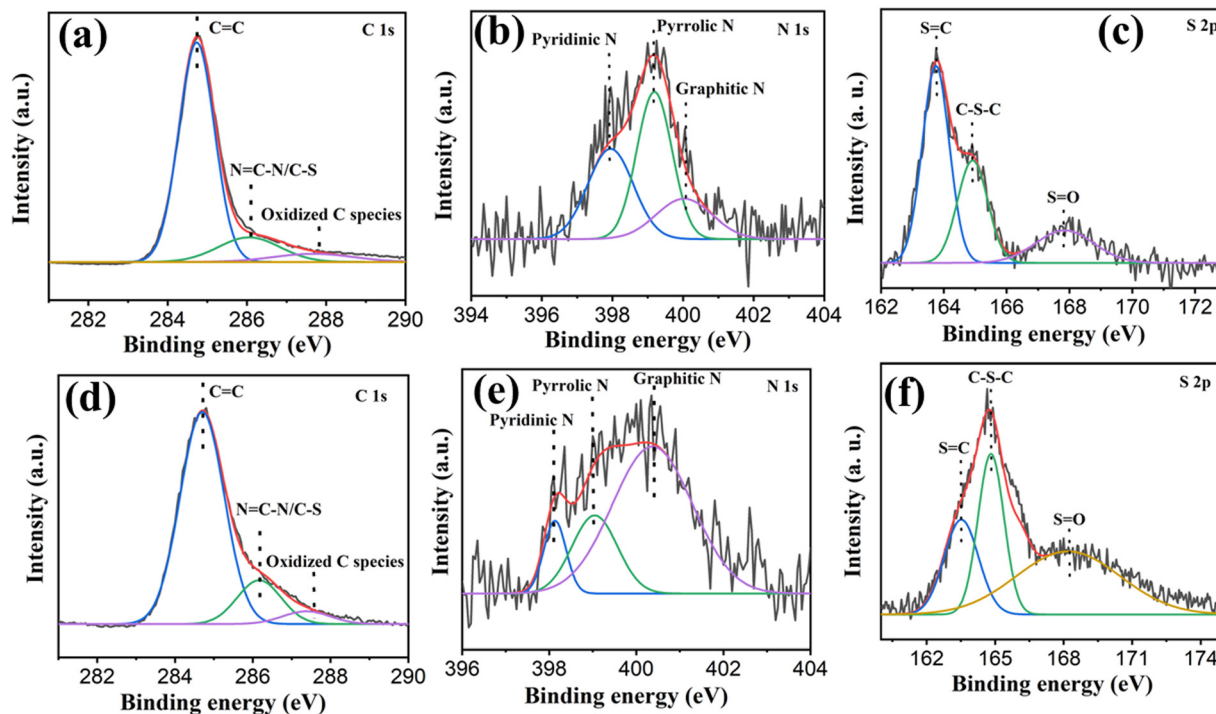 (a)
C=C
C 1s
N=C-N/C-S
Oxidized C species
Intensity (a.u.)
282 284 286 288 290
Binding energy (eV)
(b)
Pyridinic N
Pyrrolic N
N 1s
Graphitic N
Intensity (a.u.)
394 396 398 400 402 404
Binding energy (eV)
S=C
(c)
S 2p
C-S-C
S=O
Intensity (a. u.)
162 164 166 168 170 172
Binding energy (eV)
(d)
C=C
C 1s
N=C-N/C-S
Oxidized C species
Intensity (a.u.)
282 284 286 288 290
Binding energy (eV)
(e)
Pyrrolic N
Graphitic N
N 1s
Pyridinic N
Intensity (a.u.)
396 398 400 402 404
Binding energy (eV)
C-S-C
S 2p
(f)
S=C
S=O
Intensity (a. u.)
162 165 168 171 174
Binding energy (eV)